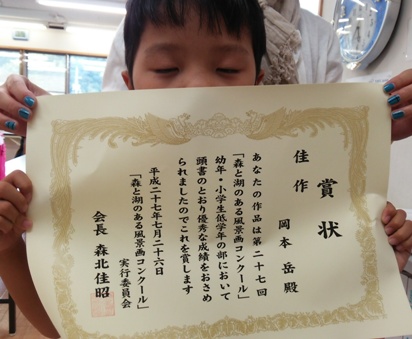 賞状
佳作
岡本 岳 殿
あなたの作品は第二十七回
「森と湖のある風景画コンクール」
幼年・小学生低学年の部において
頭書のとおり優秀な成績をおさめ
られましたのでこれを賞します
平成二十七年七月二十六日
「森と湖のある風景画コンクール」
実行委員会
会長 森北佳昭